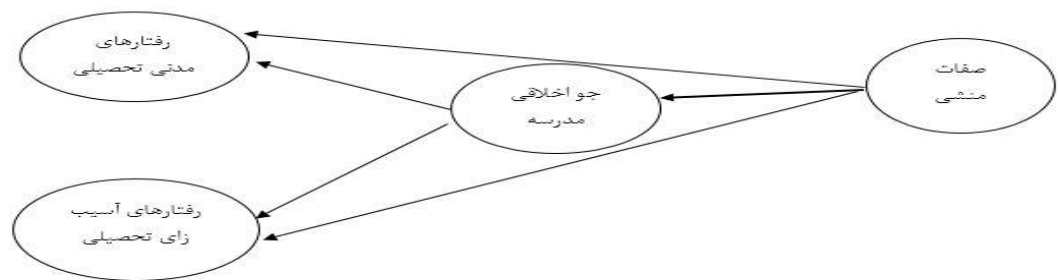 صفات
منشی
جو اخلاقی
مدرسه
رفتارهای
مدنی تحصیلی
رفتارهای آسیب
زای تحصیلی